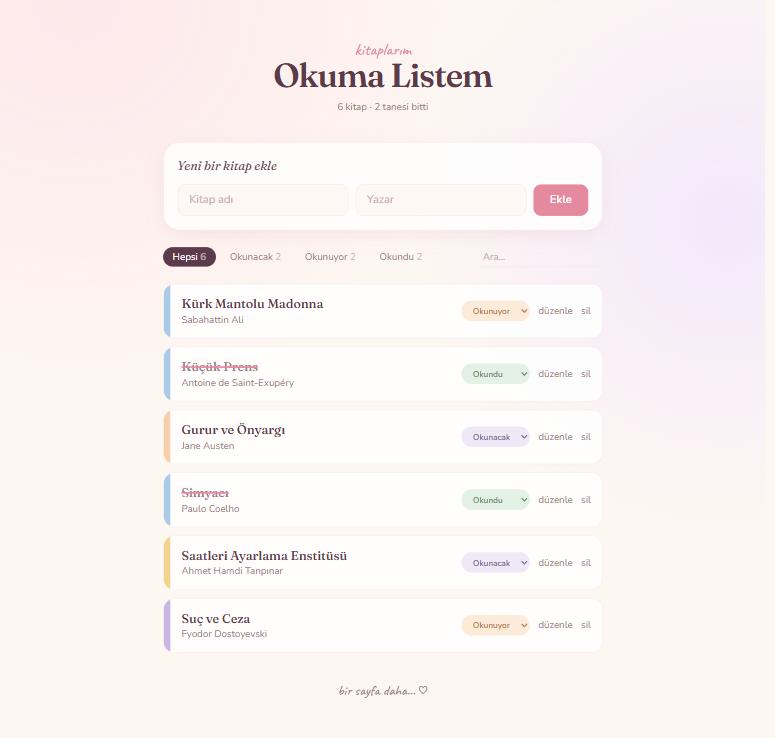 kitaplarım
Okuma Listem
6 kitap · 2 tanesi bitti
Yeni bir kitap ekle
Kitap adı Yazar Ekle
Hepsi 6 Okunacak 2 Okunuyor 2 Okundu 2 Ara...
Kürk Mantolu Madonna
Sabahattin Ali
Okunuyor düzenle sil
Küçük Prens
Antoine de Saint-Exupéry
Okundu düzenle sil
Gurur ve Önyargı
Jane Austen
Okunacak düzenle sil
Simyacı
Paulo Coelho
Okundu düzenle sil
Saatleri Ayarlama Enstitüsü
Ahmet Hamdi Tanpınar
Okunacak düzenle sil
Suç ve Ceza
Fyodor Dostoyevski
Okunuyor düzenle sil
bir sayfa daha... ♡